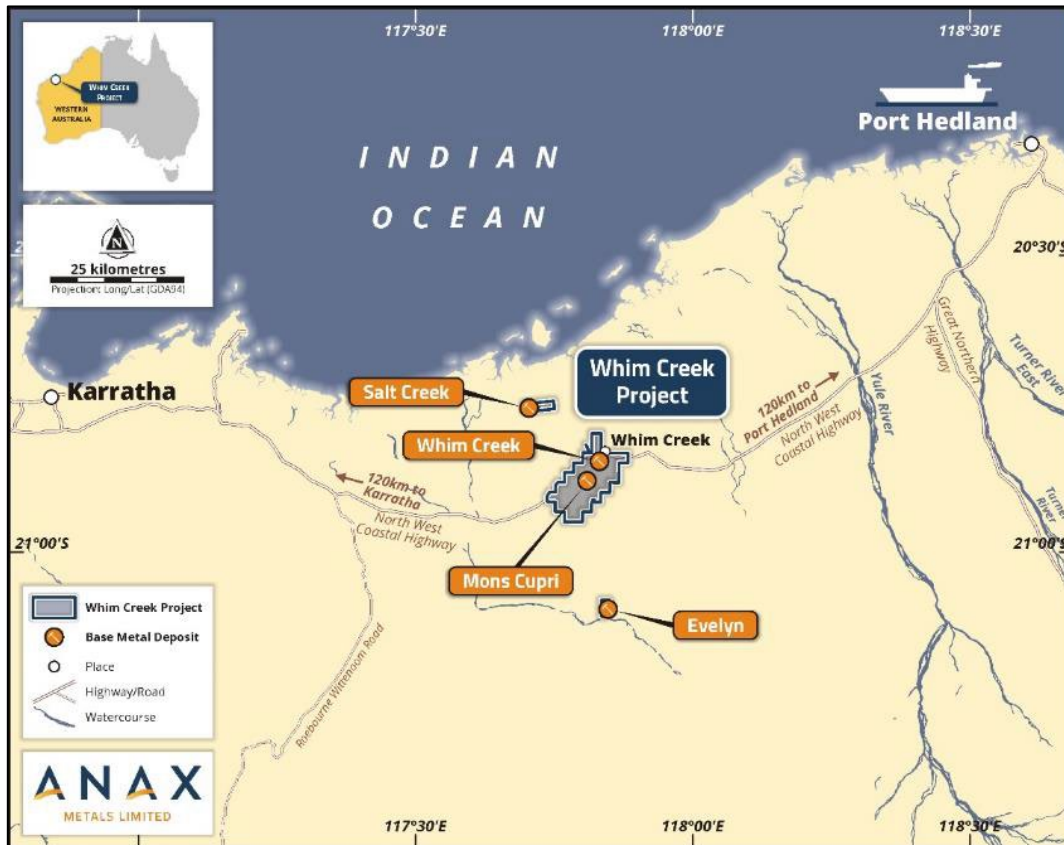 117°30'E
118°00'E
118°30'E
WHIM CREEK
PROJECT
WESTERN
AUSTRALIA
Port Hedland
INDIAN
OCEAN
N
25 kilometres
Projection: Long/Lat (GDA94)
20°30'S
Great Northern
Highway
Turner River
East
Karratha
Salt Creek
Whim Creek
Project
Whim Creek
Whim Creek
120km to
Port Hedland
North West
Coastal Highway
Yule River
120km to
Karratha
North West
Coastal Highway
Turner
River
21°00'S
21°00'S
Mons Cupri
Evelyn
Roebourne Wittenoom Road
Whim Creek Project
Base Metal Deposit
Place
Highway/Road
Watercourse
ANAX
METALS LIMITED
117°30'E
118°00'E
118°30'E